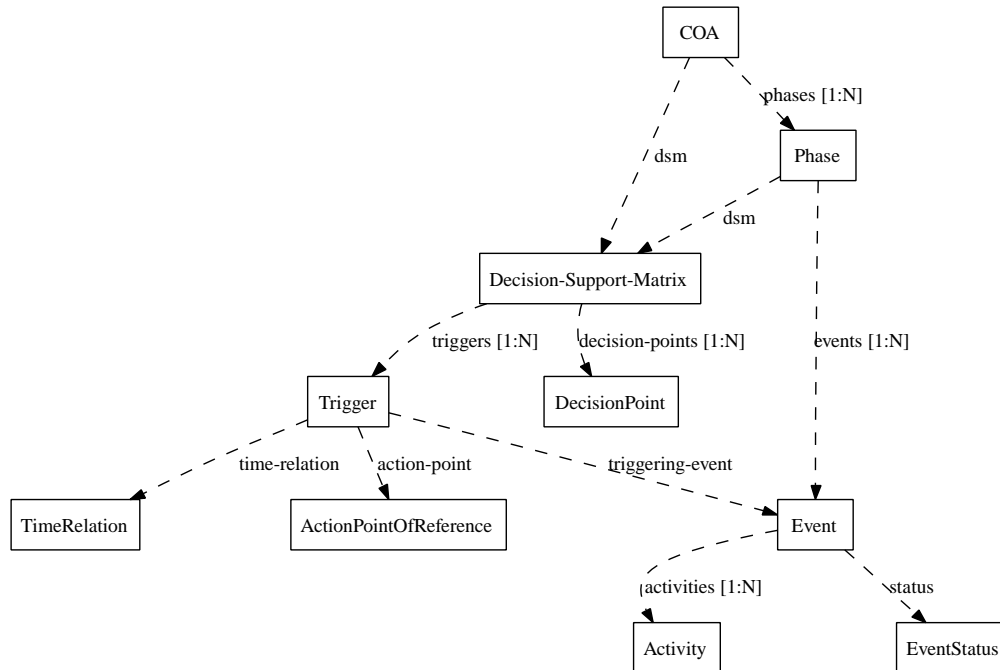 COA
phases [1:N]
Phase
dsm
dsm
Decision-Support-Matrix
triggers [1:N]
decision-points [1:N]
events [1:N]
Trigger
DecisionPoint
time-relation
action-point
triggering-event
TimeRelation
ActionPointOfReference
Event
activities [1:N]
status
Activity
EventStatus